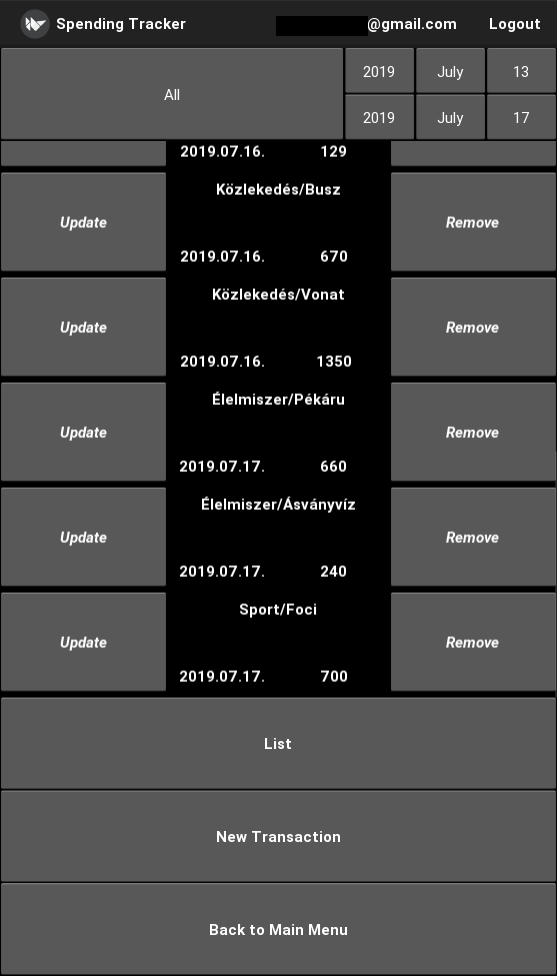 Spending Tracker @gmail.com Logout
All
2019 July 13
2019 July 17
2019.07.16. 129
Közlekedés/Busz
Update Remove
2019.07.16. 670
Közlekedés/Vonat
Update Remove
2019.07.16. 1350
Élelmiszer/Pékáru
Update Remove
2019.07.17. 660
Élelmiszer/Ásványvíz
Update Remove
2019.07.17. 240
Sport/Foci
Update Remove
2019.07.17. 700
List
New Transaction
Back to Main Menu